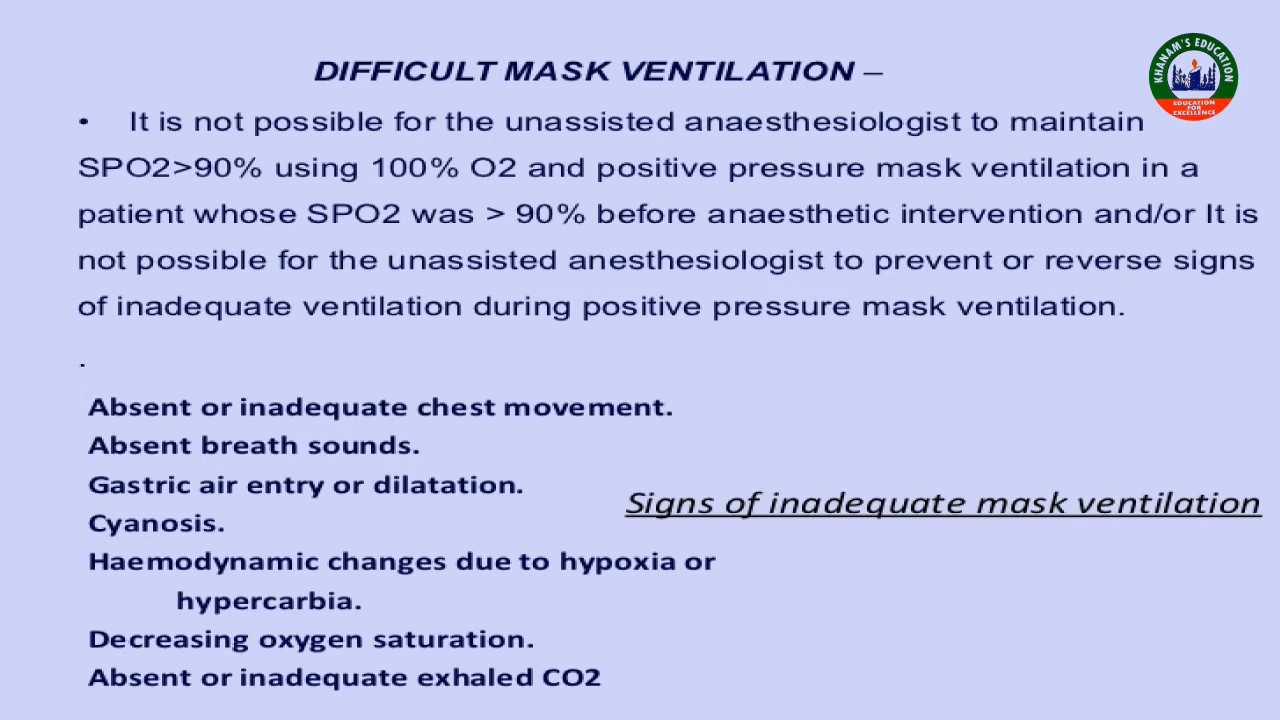 DIFFICULT MASK VENTILATION –
KHANAM'S EDUCATION
EDUCATION
FOR
EXCELLENCE
• It is not possible for the unassisted anaesthesiologist to maintain
SPO2>90% using 100% O2 and positive pressure mask ventilation in a
patient whose SPO2 was > 90% before anaesthetic intervention and/or It is
not possible for the unassisted anesthesiologist to prevent or reverse signs
of inadequate ventilation during positive pressure mask ventilation.
.
Absent or inadequate chest movement.
Absent breath sounds.
Gastric air entry or dilatation.
Cyanosis.
Haemodynamic changes due to hypoxia or
hypercarbia.
Decreasing oxygen saturation.
Absent or inadequate exhaled CO2
Signs of inadequate mask ventilation